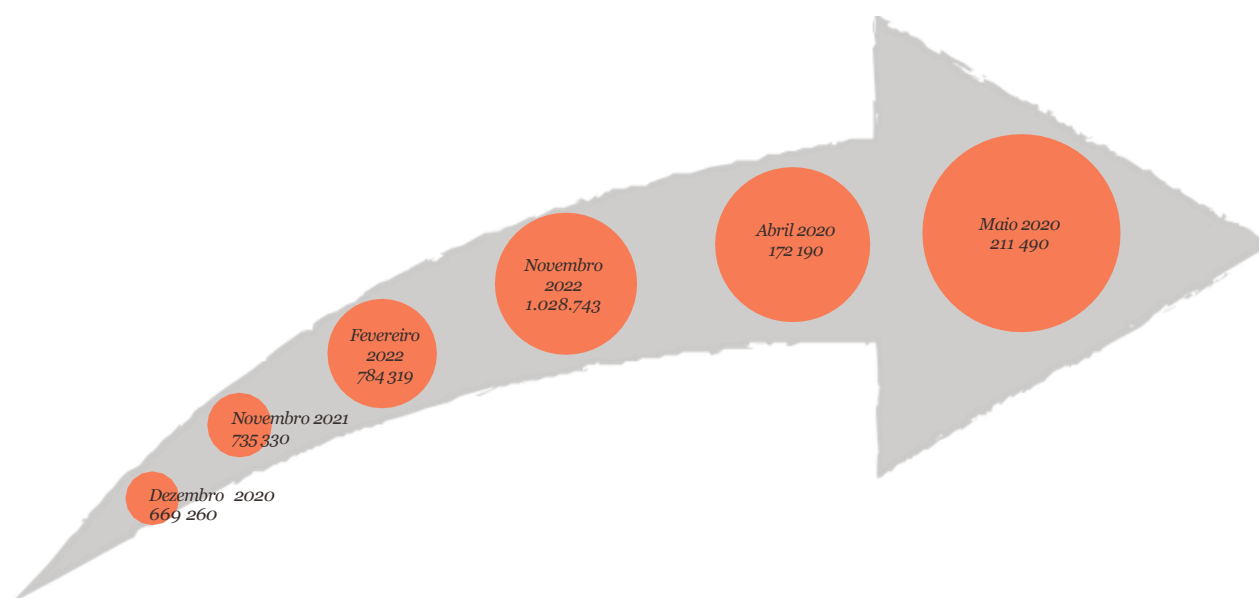 Dezembro 2020
669 260
Novembro 2021
735 330
Fevereiro
2022
784 319
Novembro
2022
1.028.743
Abril 2020
172 190
Maio 2020
211 490